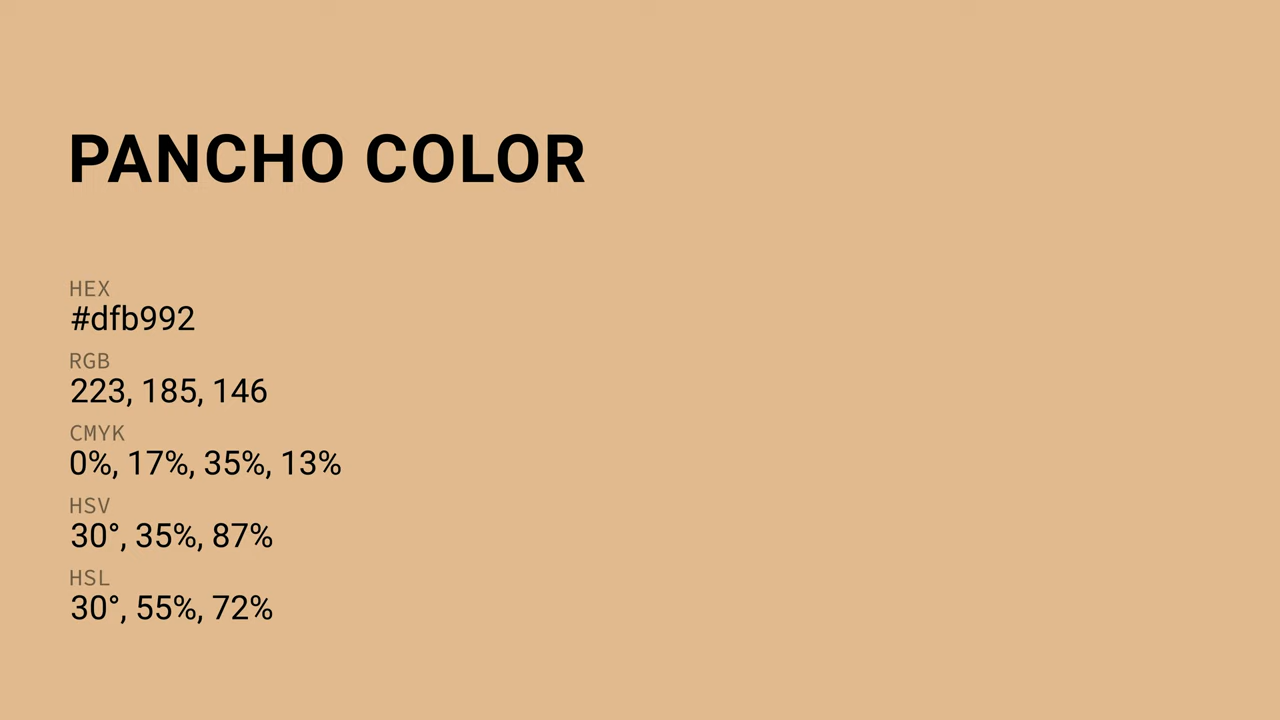 PANCHO COLOR
HEX
#dfb992
RGB
223, 185, 146
CMYK
0%, 17%, 35%, 13%
HSV
30°, 35%, 87%
HSL
30°, 55%, 72%